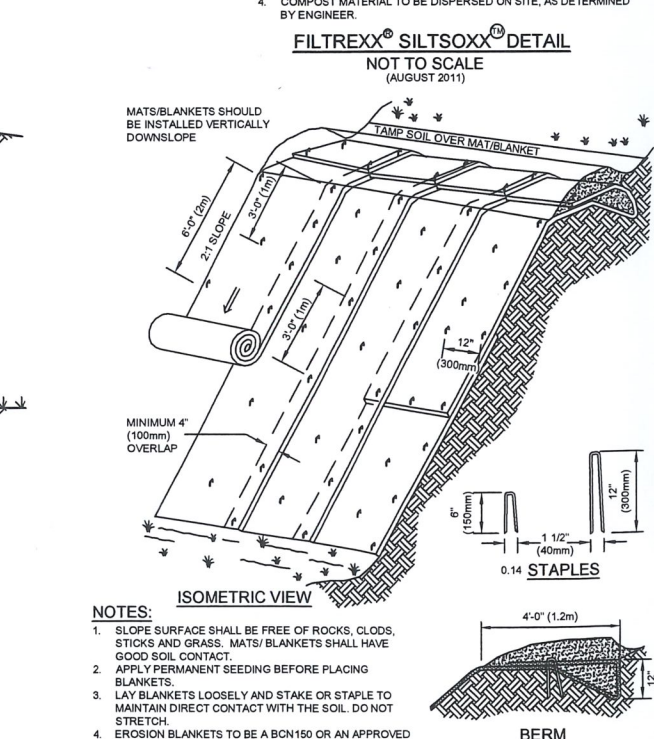 4. COMPOST MATERIAL TO BE DISPERSED ON SITE, AS DETERMINED
BY ENGINEER.
FILTREXX® SILTSOXX™ DETAIL
NOT TO SCALE
(AUGUST 2011)
MATS/BLANKETS SHOULD
BE INSTALLED VERTICALLY
DOWNSLOPE
TAMP SOIL OVER MAT/BLANKET
6'-0" (2m)
2:1 SLOPE
3'-0" (1m)
3'-0" (1m)
12"
(300mm)
MINIMUM 4"
(100mm)
OVERLAP
6"
(150mm)
12"
(300mm)
1 1/2"
(40mm)
0.14 STAPLES
ISOMETRIC VIEW
NOTES:
1. SLOPE SURFACE SHALL BE FREE OF ROCKS, CLODS,
STICKS AND GRASS. MATS/ BLANKETS SHALL HAVE
GOOD SOIL CONTACT.
2. APPLY PERMANENT SEEDING BEFORE PLACING
BLANKETS.
3. LAY BLANKETS LOOSELY AND STAKE OR STAPLE TO
MAINTAIN DIRECT CONTACT WITH THE SOIL. DO NOT
STRETCH.
4. EROSION BLANKETS TO BE A BCN150 OR AN APPROVED
4'-0" (1.2m)
12"
BERM